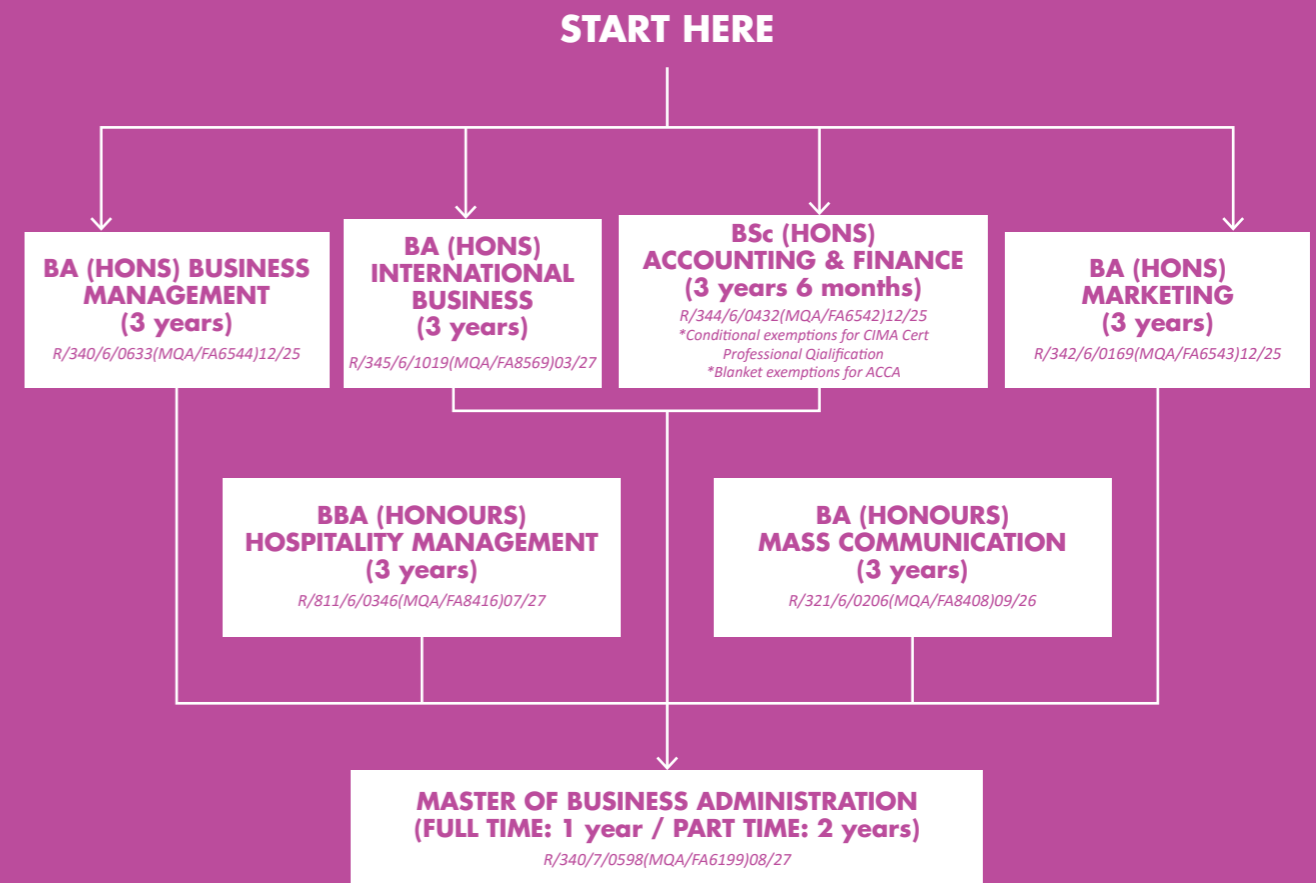 START HERE
BA (HONS) BUSINESS
MANAGEMENT
(3 years)
R/340/6/0633(MQA/FA6544)12/25
BA (HONS)
INTERNATIONAL
BUSINESS
(3 years)
R/345/6/1019(MQA/FA8569)03/27
BSc (HONS)
ACCOUNTING & FINANCE
(3 years 6 months)
R/344/6/0432(MQA/FA6542)12/25
*Conditional exemptions for CIMA Cert
Professional Qialification
*Blanket exemptions for ACCA
BA (HONS)
MARKETING
(3 years)
R/342/6/0169(MQA/FA6543)12/25
BBA (HONOURS)
HOSPITALITY MANAGEMENT
(3 years)
R/811/6/0346(MQA/FA8416)07/27
BA (HONOURS)
MASS COMMUNICATION
(3 years)
R/321/6/0206(MQA/FA8408)09/26
MASTER OF BUSINESS ADMINISTRATION
(FULL TIME: 1 year / PART TIME: 2 years)
R/340/7/0598(MQA/FA6199)08/27